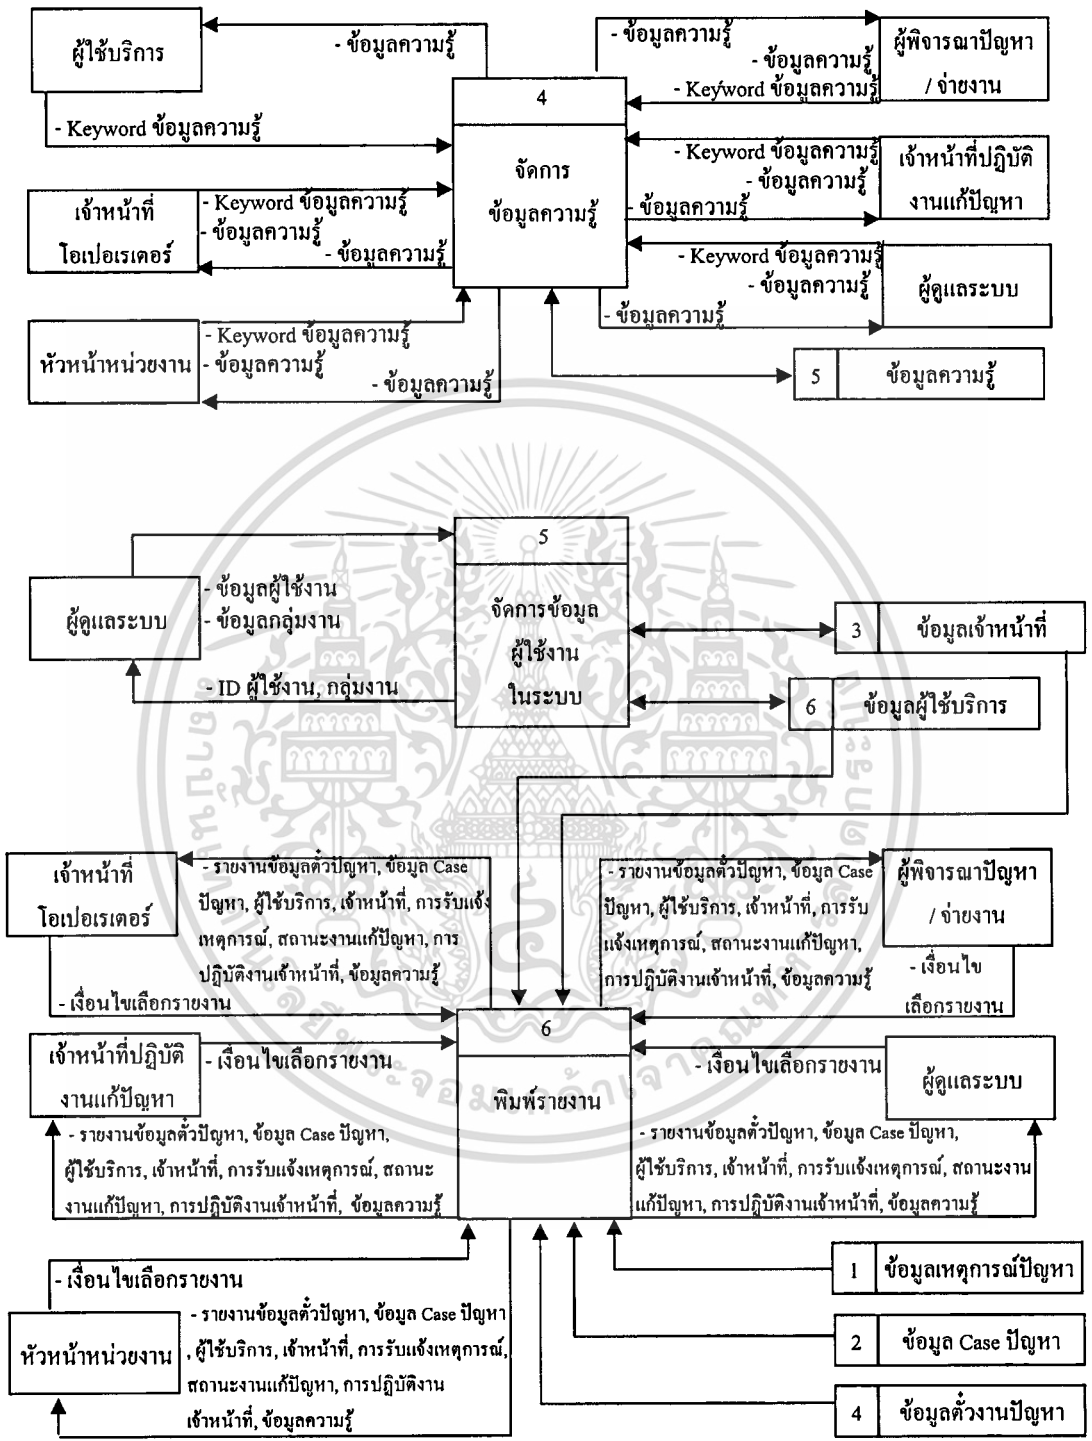 ผู้ใช้บริการ
- ข้อมูลความรู้
- Keyword ข้อมูลความรู้
- ข้อมูลความรู้
- ข้อมูลความรู้
- Keyword ข้อมูลความรู้
ผู้พิจารณาปัญหา
/ จ่ายงาน
4
จัดการ
ข้อมูลความรู้
เจ้าหน้าที่
โอเปอเรเตอร์
- Keyword ข้อมูลความรู้
- ข้อมูลความรู้
- ข้อมูลความรู้
- Keyword ข้อมูลความรู้
- ข้อมูลความรู้
- ข้อมูลความรู้
เจ้าหน้าที่ปฏิบัติ
งานแก้ปัญหา
- Keyword ข้อมูลความรู้
- ข้อมูลความรู้
- ข้อมูลความรู้
ผู้ดูแลระบบ
หัวหน้าหน่วยงาน
- Keyword ข้อมูลความรู้
- ข้อมูลความรู้
- ข้อมูลความรู้
5 ข้อมูลความรู้
5
จัดการข้อมูล
ผู้ใช้งาน
ในระบบ
ผู้ดูแลระบบ
- ข้อมูลผู้ใช้งาน
- ข้อมูลกลุ่มงาน
- ID ผู้ใช้งาน, กลุ่มงาน
3 ข้อมูลเจ้าหน้าที่
6 ข้อมูลผู้ใช้บริการ
เจ้าหน้าที่
โอเปอเรเตอร์
- รายงานข้อมูลตั๋วปัญหา, ข้อมูล Case
ปัญหา, ผู้ใช้บริการ, เจ้าหน้าที่, การรับแจ้ง
เหตุการณ์, สถานะงานแก้ปัญหา, การ
ปฏิบัติงานเจ้าหน้าที่, ข้อมูลความรู้
- เงื่อนไขเลือกรายงาน
- รายงานข้อมูลตั๋วปัญหา, ข้อมูล Case
ปัญหา, ผู้ใช้บริการ, เจ้าหน้าที่, การรับ
แจ้งเหตุการณ์, สถานะงานแก้ปัญหา,
การปฏิบัติงานเจ้าหน้าที่, ข้อมูลความรู้
ผู้พิจารณาปัญหา
/ จ่ายงาน
- เงื่อนไข
เลือกรายงาน
6
พิมพ์รายงาน
เจ้าหน้าที่ปฏิบัติ
งานแก้ปัญหา
- เงื่อนไขเลือกรายงาน
- รายงานข้อมูลตั๋วปัญหา, ข้อมูล Case ปัญหา,
ผู้ใช้บริการ, เจ้าหน้าที่, การรับแจ้งเหตุการณ์, สถานะ
งานแก้ปัญหา, การปฏิบัติงานเจ้าหน้าที่, ข้อมูลความรู้
- เงื่อนไขเลือกรายงาน
ผู้ดูแลระบบ
- รายงานข้อมูลตั๋วปัญหา, ข้อมูล Case ปัญหา,
ผู้ใช้บริการ, เจ้าหน้าที่, การรับแจ้งเหตุการณ์, สถานะงาน
แก้ปัญหา, การปฏิบัติงานเจ้าหน้าที่, ข้อมูลความรู้
- เงื่อนไขเลือกรายงาน
หัวหน้าหน่วยงาน
- รายงานข้อมูลตั๋วปัญหา, ข้อมูล Case ปัญหา
, ผู้ใช้บริการ, เจ้าหน้าที่, การรับแจ้งเหตุการณ์,
สถานะงานแก้ปัญหา, การปฏิบัติงาน
เจ้าหน้าที่, ข้อมูลความรู้
1 ข้อมูลเหตุการณ์ปัญหา
2 ข้อมูล Case ปัญหา
4 ข้อมูลตั๋วงานปัญหา